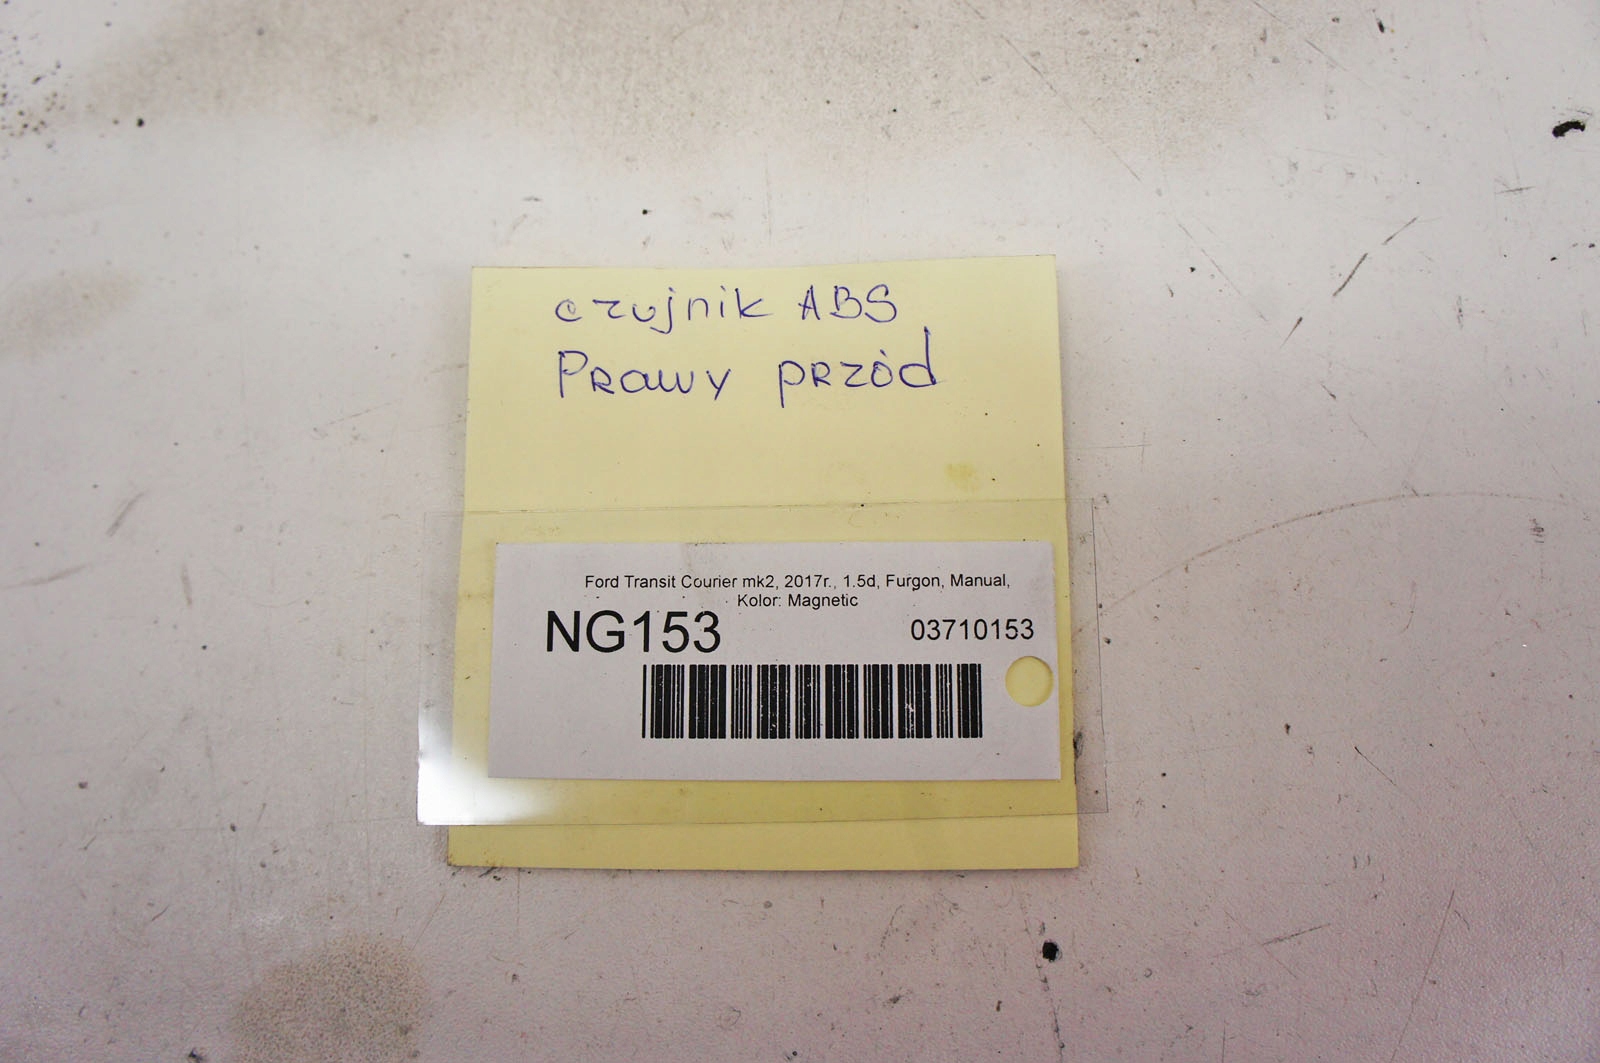 czujnik ABS
Prawy przód
Ford Transit Courier mk2, 2017r., 1.5d, Furgon, Manual,
Kolor: Magnetic
NG153
03710153